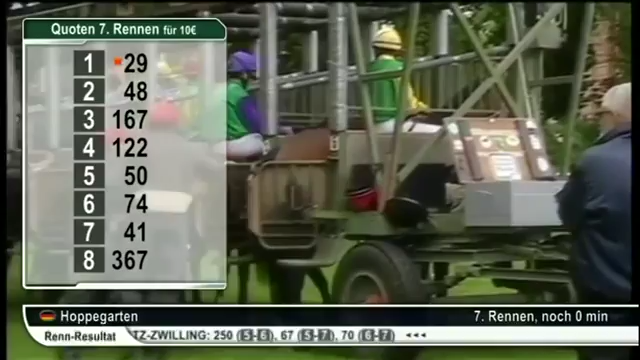 Quoten 7. Rennen für 10€
1 29
2 48
3 167
4 122
5 50
6 74
7 41
8 367
Hoppegarten 7. Rennen, noch 0 min
Renn-Resultat TZ-ZWILLING: 250 (5-6), 67 (5-7), 70 (6-7)